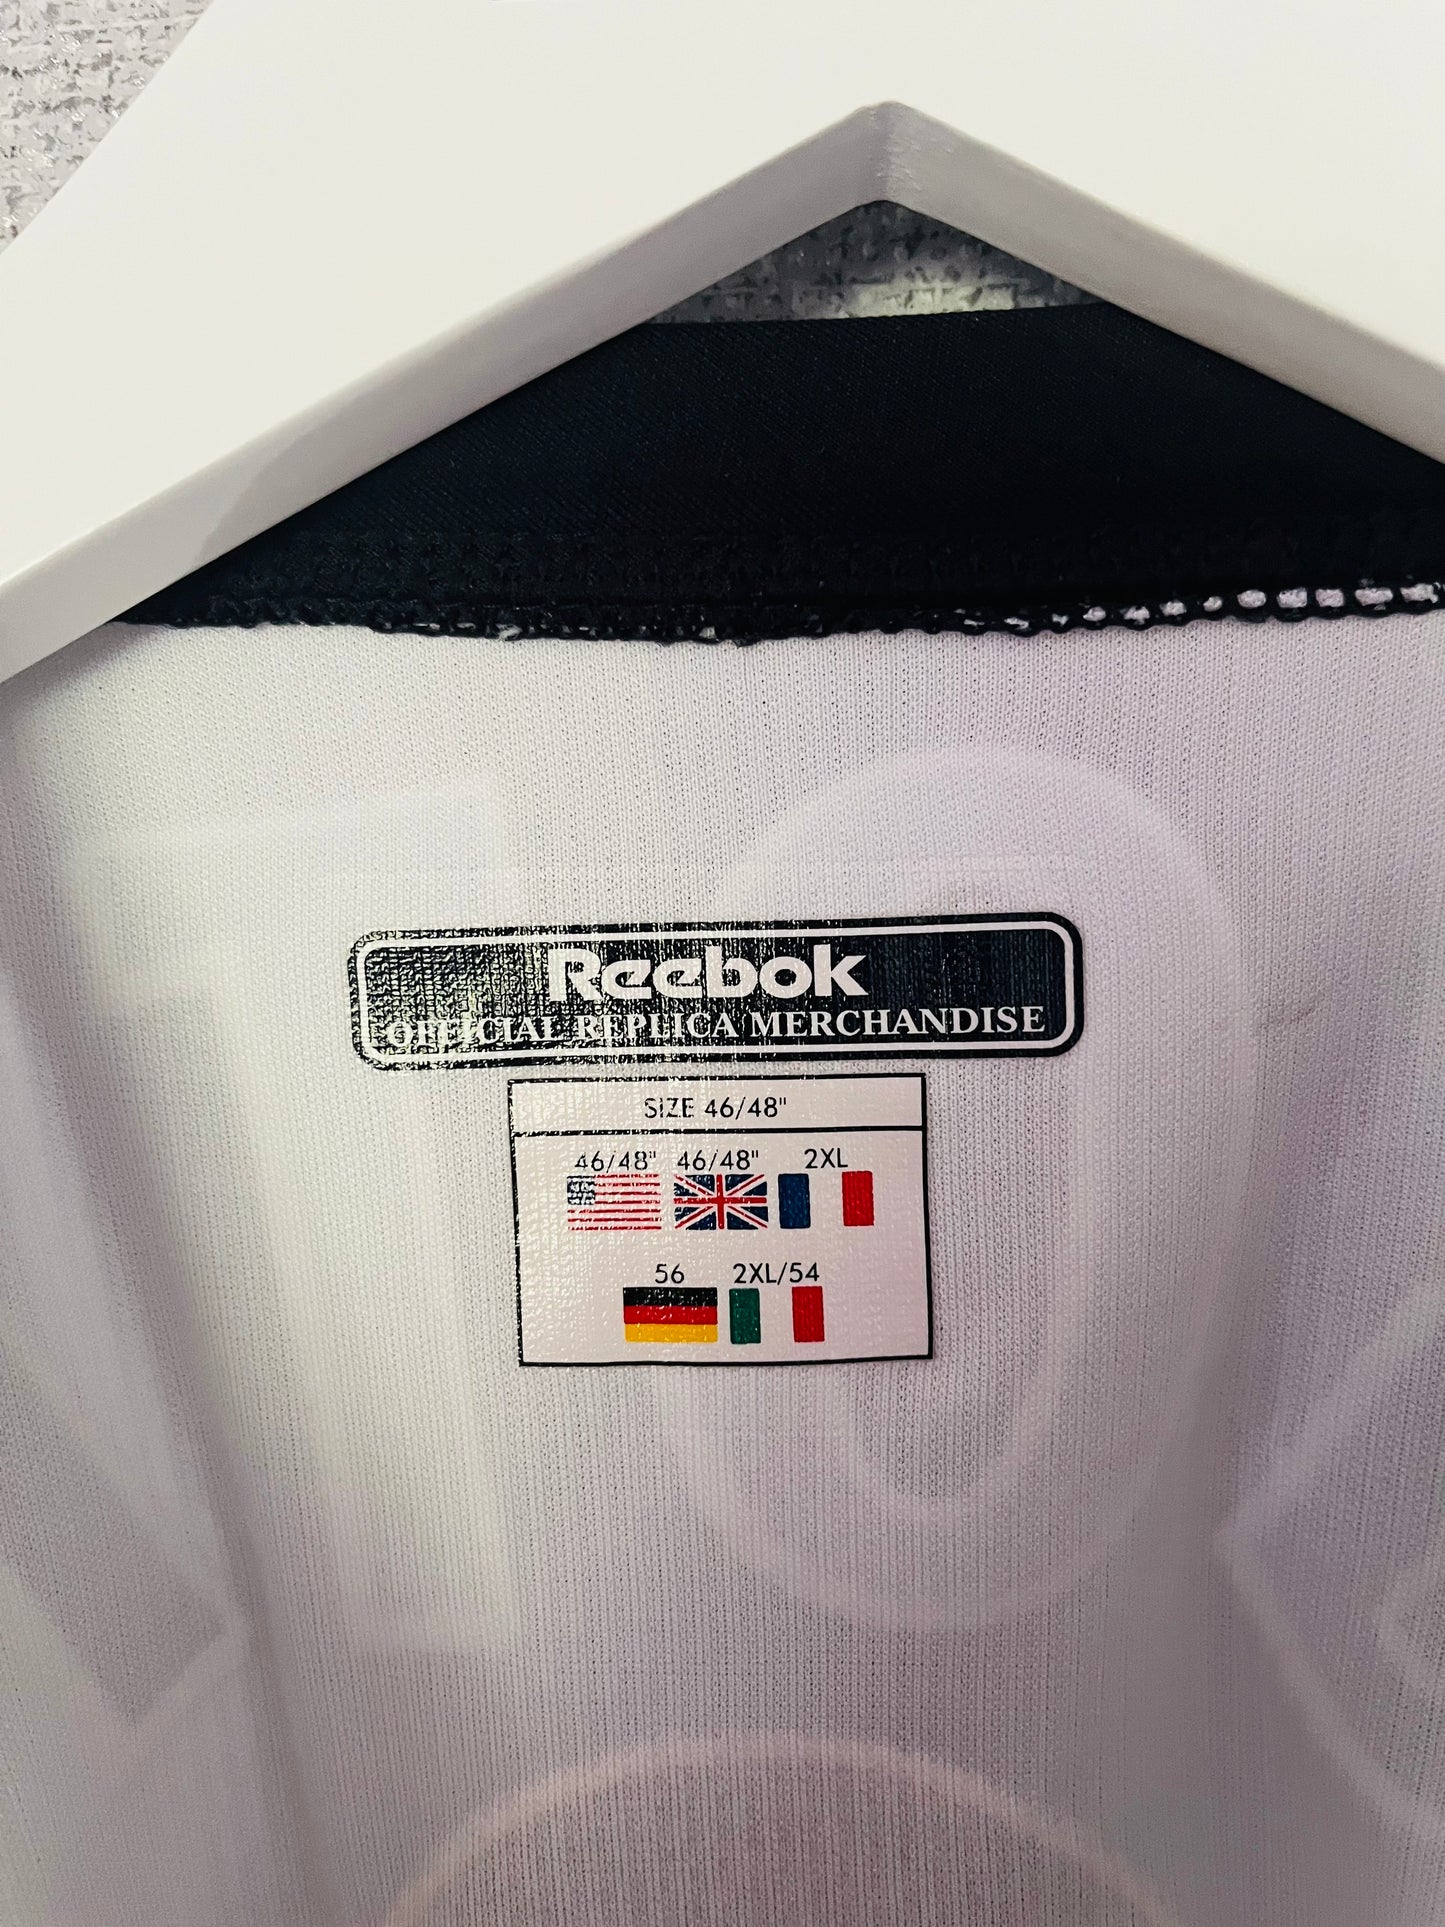 Reebok
OFFICIAL REPLICA MERCHANDISE
SIZE 46/48"
46/48" 46/48" 2XL
56 2XL/54